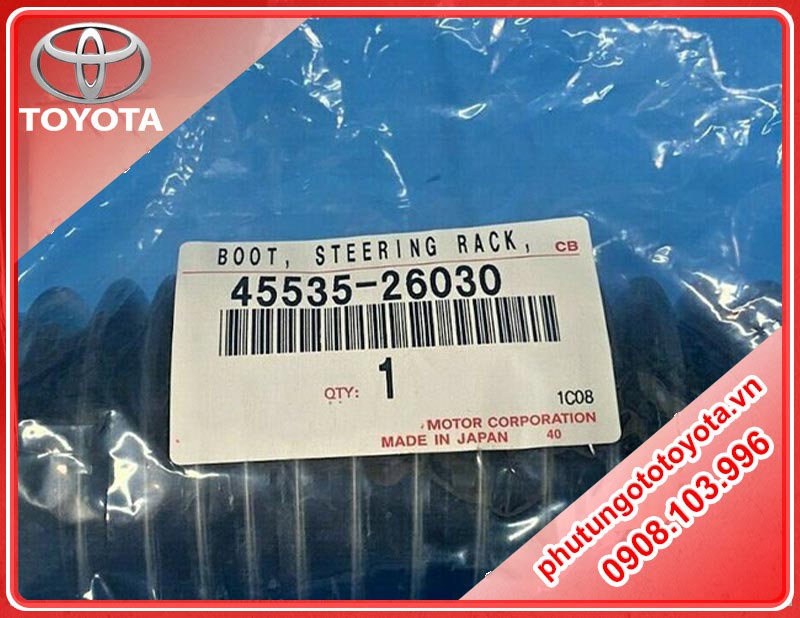 TOYOTA
BOOT, STEERING RACK, CB
45535-26030
QTY: 1
1C08
MOTOR CORPORATION
MADE IN JAPAN 40
phutungototoyota.vn
0908.103.996